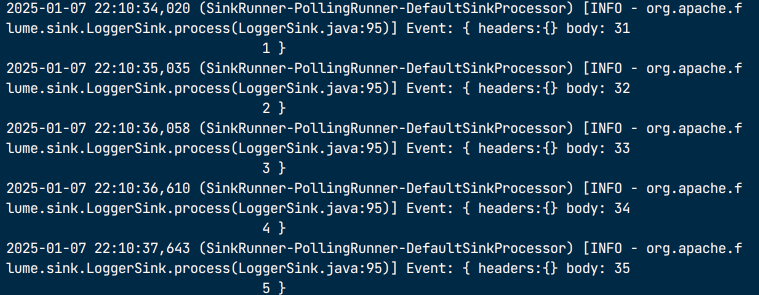 2025-01-07 22:10:34,020 (SinkRunner-PollingRunner-DefaultSinkProcessor) [INFO - org.apache.f
lume.sink.LoggerSink.process(LoggerSink.java:95)] Event: { headers:{} body: 31
1 }
2025-01-07 22:10:35,035 (SinkRunner-PollingRunner-DefaultSinkProcessor) [INFO - org.apache.f
lume.sink.LoggerSink.process(LoggerSink.java:95)] Event: { headers:{} body: 32
2 }
2025-01-07 22:10:36,058 (SinkRunner-PollingRunner-DefaultSinkProcessor) [INFO - org.apache.f
lume.sink.LoggerSink.process(LoggerSink.java:95)] Event: { headers:{} body: 33
3 }
2025-01-07 22:10:36,610 (SinkRunner-PollingRunner-DefaultSinkProcessor) [INFO - org.apache.f
lume.sink.LoggerSink.process(LoggerSink.java:95)] Event: { headers:{} body: 34
4 }
2025-01-07 22:10:37,643 (SinkRunner-PollingRunner-DefaultSinkProcessor) [INFO - org.apache.f
lume.sink.LoggerSink.process(LoggerSink.java:95)] Event: { headers:{} body: 35
5 }